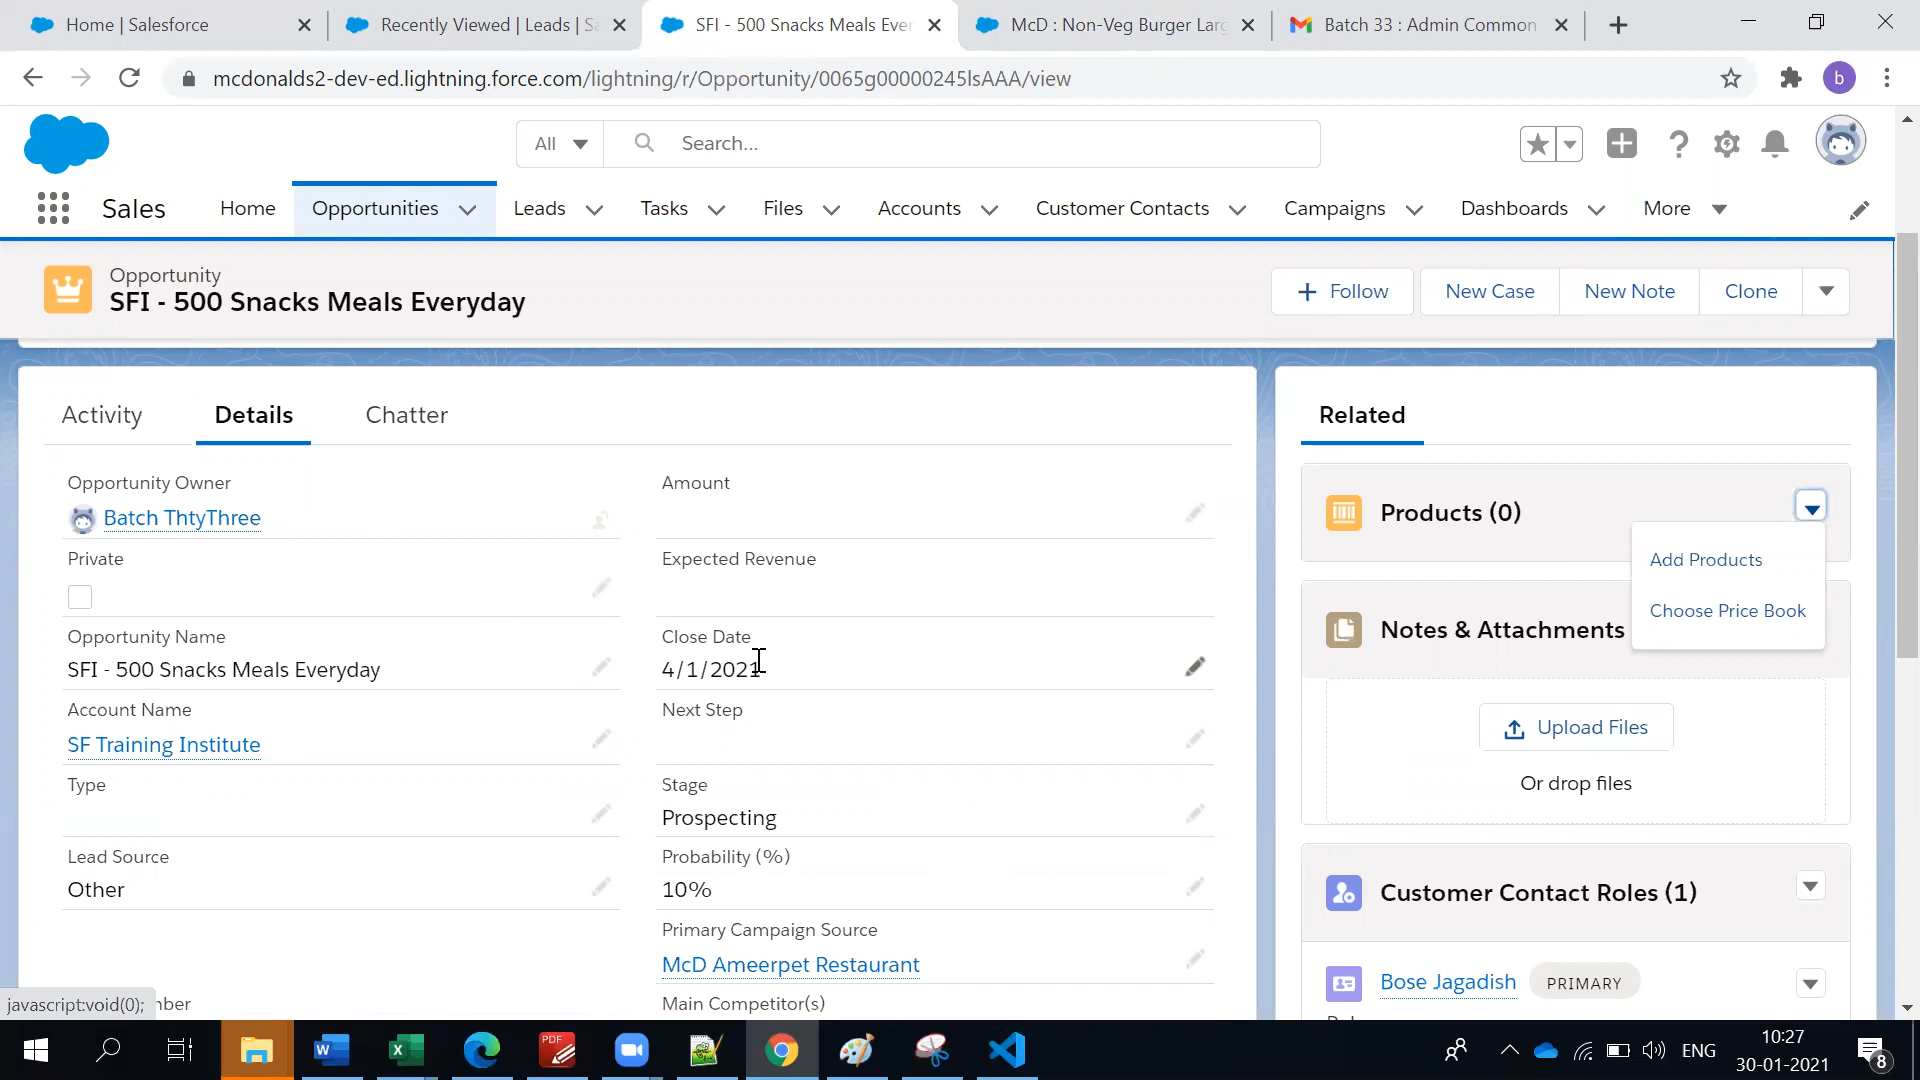 Home | Salesforce
Recently Viewed | Leads | Sa
SFI - 500 Snacks Meals Ever
McD : Non-Veg Burger Larg
Batch 33 : Admin Common
mcdonalds2-dev-ed.lightning.force.com/lightning/r/Opportunity/0065g00000245lsAAA/view
b
All
Search...
Sales
Home
Opportunities
Leads
Tasks
Files
Accounts
Customer Contacts
Campaigns
Dashboards
More
Opportunity
SFI - 500 Snacks Meals Everyday
Follow
New Case
New Note
Clone
Activity
Details
Chatter
Related
Opportunity Owner
Batch ThtyThree
Amount
Private
Expected Revenue
Opportunity Name
SFI - 500 Snacks Meals Everyday
Close Date
4/1/2021
Account Name
SF Training Institute
Next Step
Type
Stage
Prospecting
Lead Source
Other
Probability (%)
10%
Primary Campaign Source
McD Ameerpet Restaurant
Main Competitor(s)
Products (0)
Add Products
Choose Price Book
Notes & Attachments
Upload Files
Or drop files
Customer Contact Roles (1)
Bose Jagadish
PRIMARY
javascript:void(0);
mber
W
X
PDF
ENG
10:27
30-01-2021
8